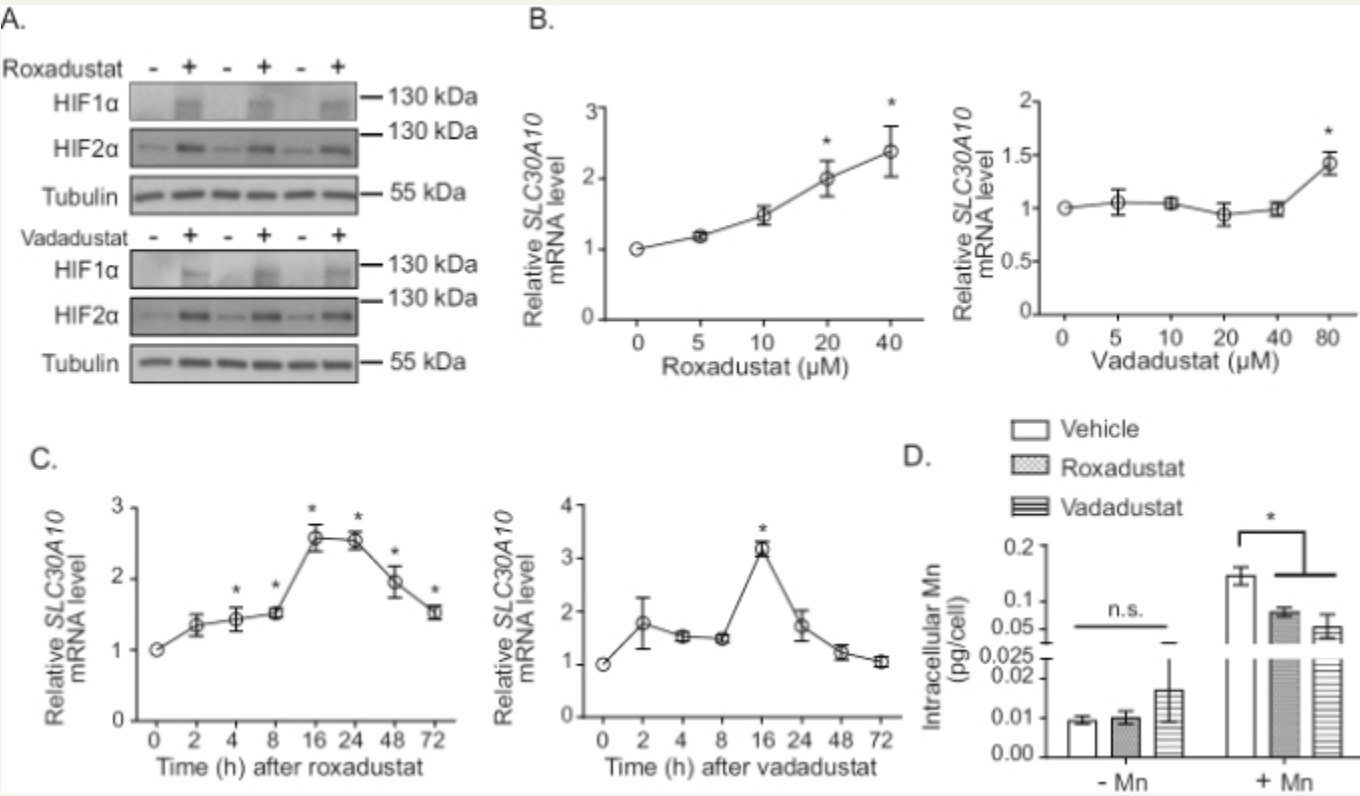 A.
Roxadustat - + - + - +
HIF1α
130 kDa
HIF2α
130 kDa
Tubulin
55 kDa
Vadadustat - + - + - +
HIF1α
130 kDa
HIF2α
130 kDa
Tubulin
55 kDa
B.
Relative SLC30A10
mRNA level
3
2
1
0
*
*
0 5 10 20 40
Roxadustat (µM)
Relative SLC30A10
mRNA level
2
1.5
1
0.5
0
*
0 5 10 20 40 80
Vadadustat (µM)
C.
Relative SLC30A10
mRNA level
3
2
1
0
* * * * * *
0 2 4 8 16 24 48 72
Time (h) after roxadustat
Relative SLC30A10
mRNA level
4
3
2
1
0
*
0 2 4 8 16 24 48 72
Time (h) after vadadustat
D.
Vehicle
Roxadustat
Vadadustat
Intracellular Mn
(pg/cell)
0.2
0.1
0.05
0.025
0.02
0.01
0.00
n.s.
*
- Mn + Mn